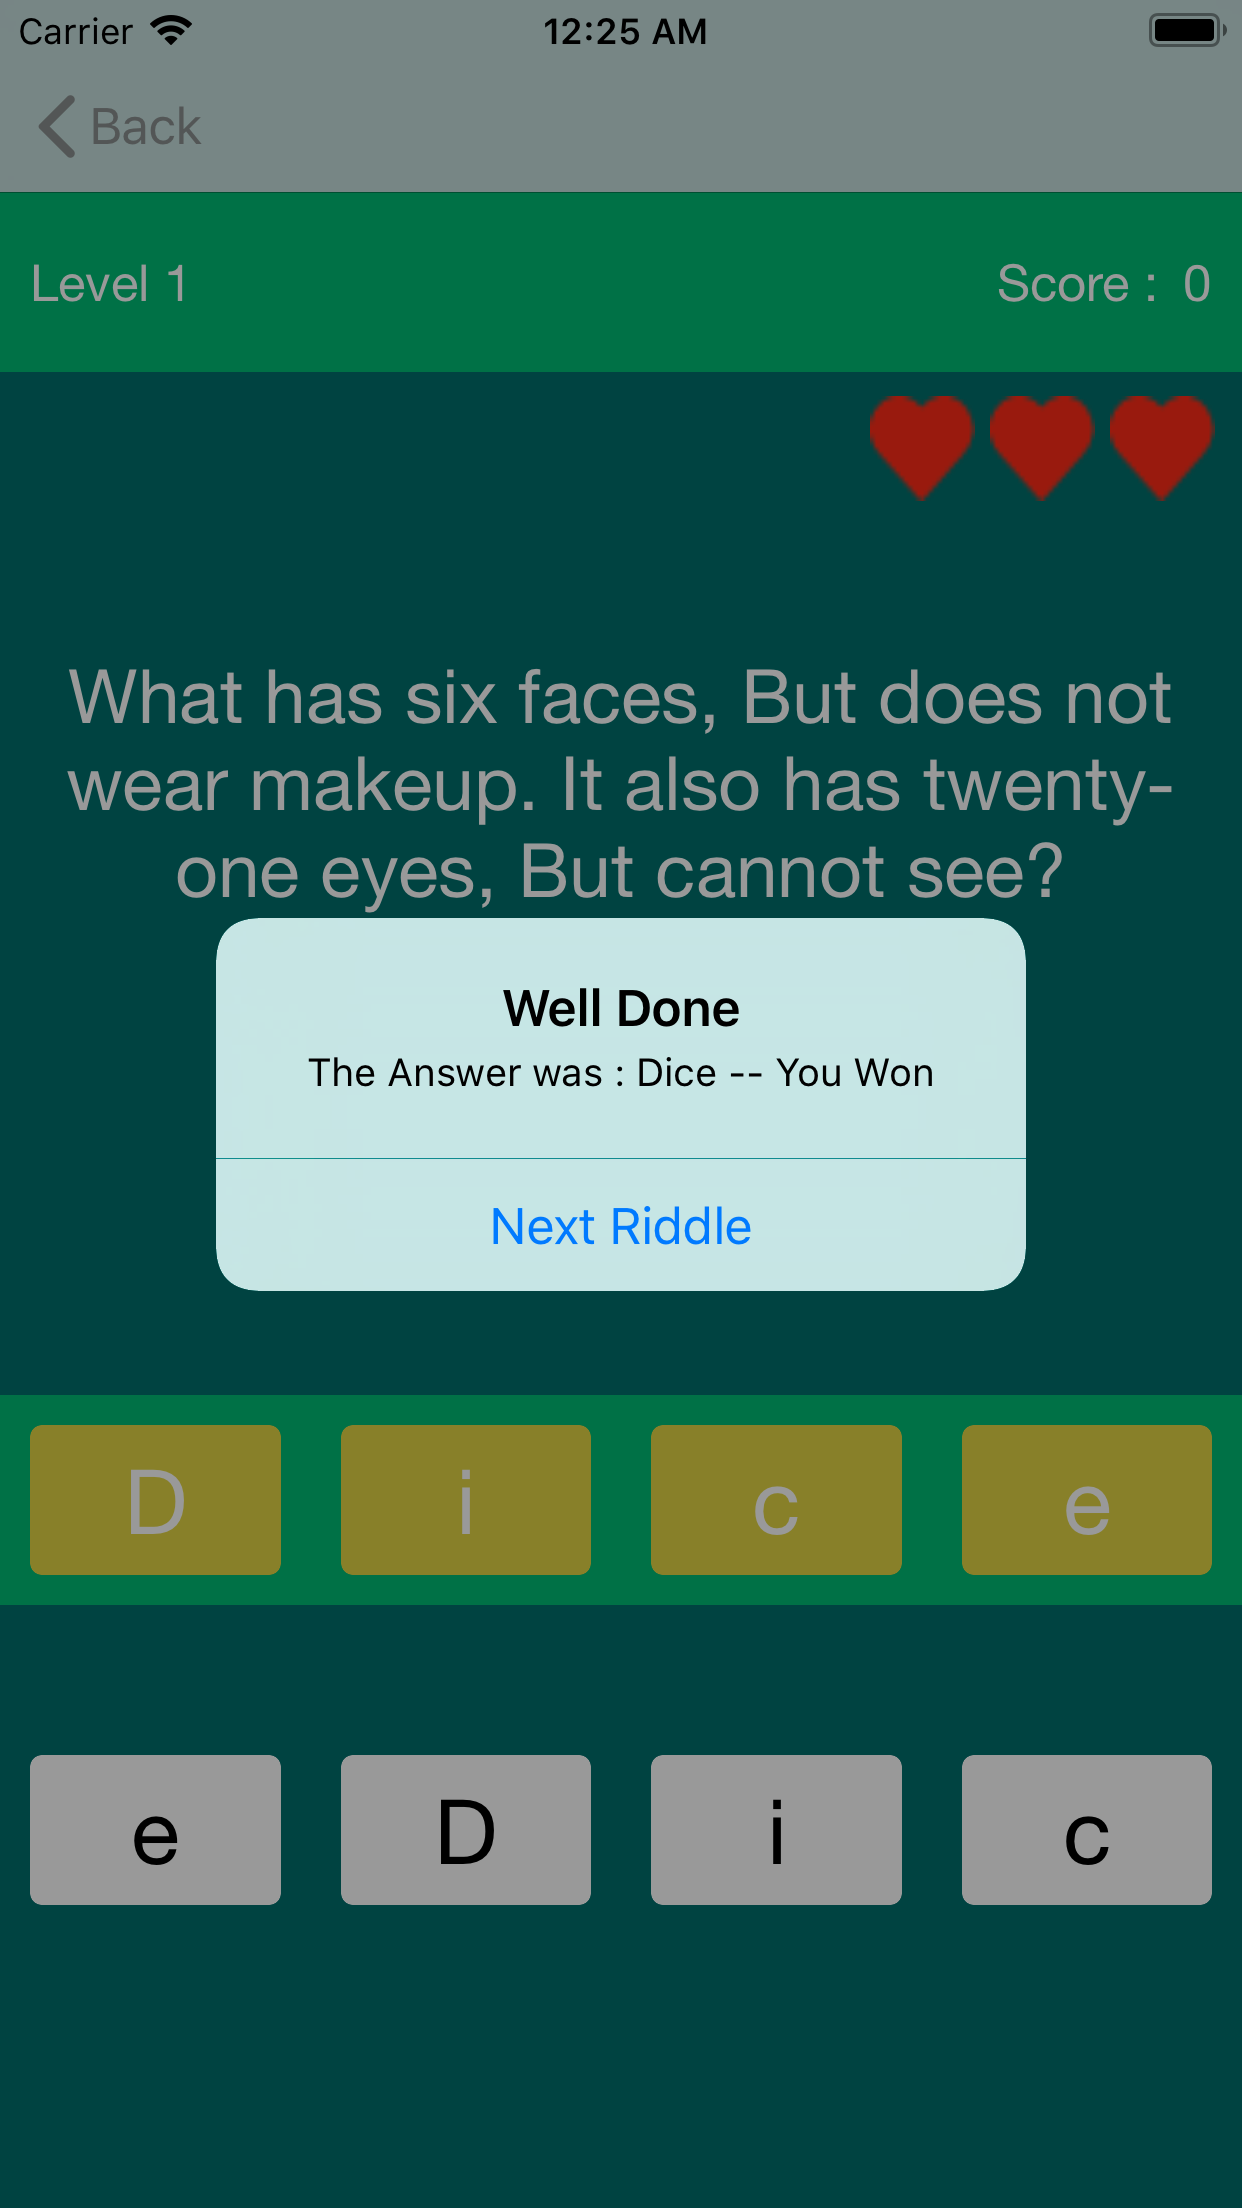 Carrier 12:25 AM
Back
Level 1 Score : 0
What has six faces, But does not
wear makeup. It also has twenty-
one eyes, But cannot see?
Well Done
The Answer was : Dice -- You Won
Next Riddle
D i c e
e D i c